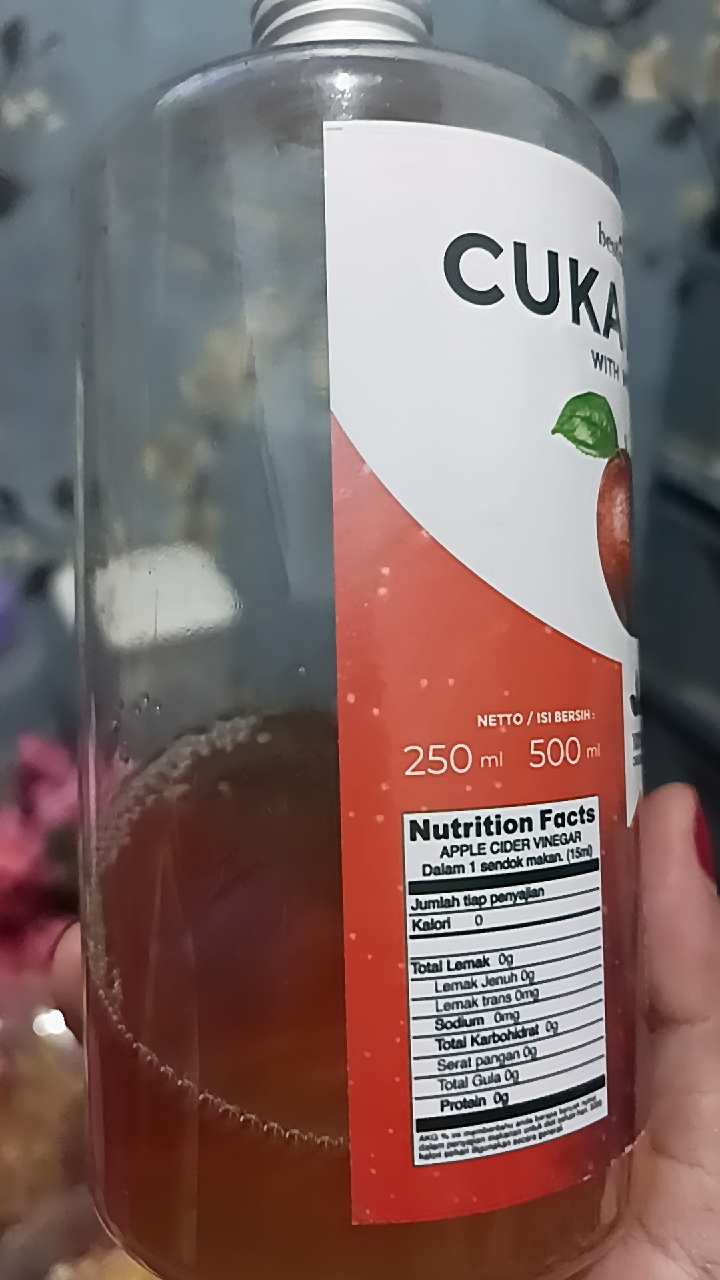 CUKA
WITH
NETTO / ISI BERSIH :
250 ml 500 ml
Nutrition Facts
APPLE CIDER VINEGAR
Dalam 1 sendok makan. (15ml)
Jumlah tiap penyajian
Kalori 0
Total Lemak 0g
Lemak Jenuh 0g
Lemak trans 0mg
Sodium 0mg
Total Karbohidrat 0g
Serat pangan 0g
Total Gula 0g
Protein 0g